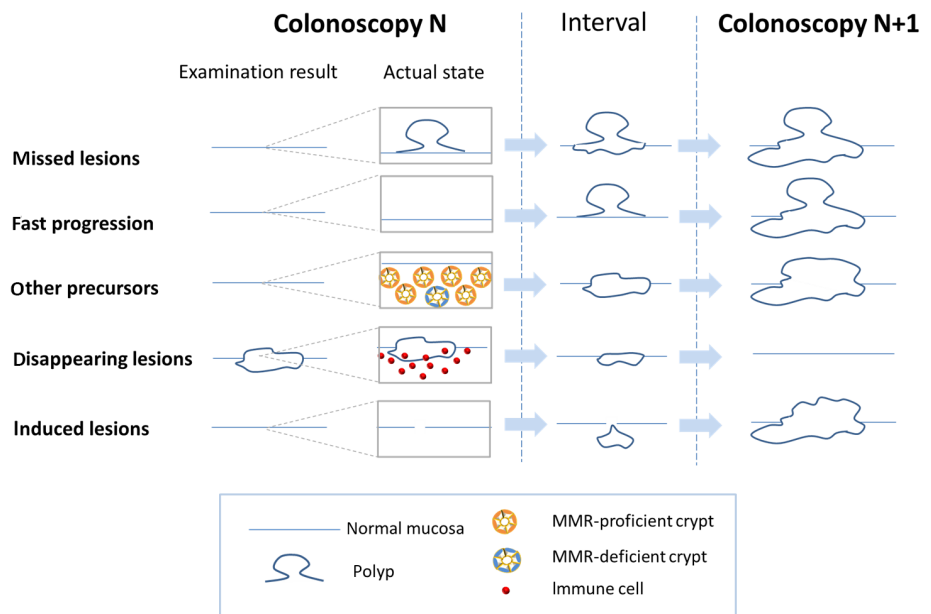 Colonoscopy N
Interval
Colonoscopy N+1
Examination result
Actual state
Missed lesions
Fast progression
Other precursors
Disappearing lesions
Induced lesions
Normal mucosa
MMR-proficient crypt
Polyp
MMR-deficient crypt
Immune cell